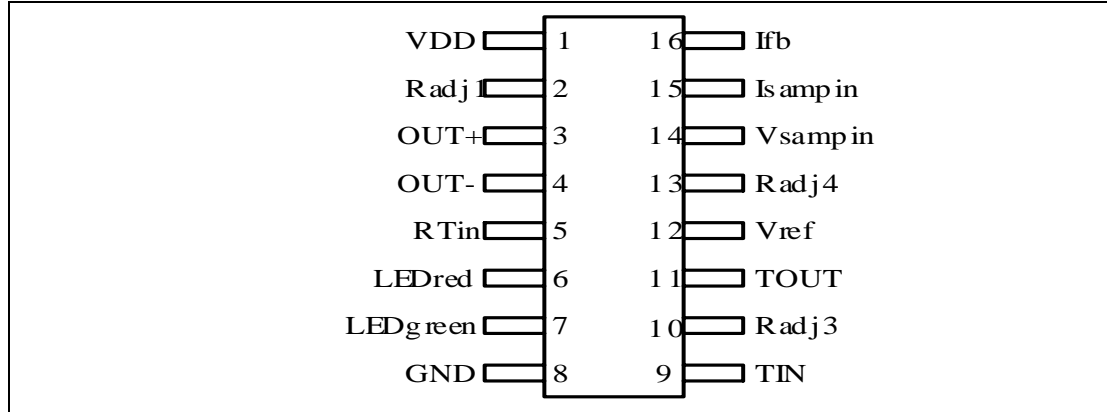 VDD 1 16 Ifb
Radj1 2 15 Isampin
OUT+ 3 14 Vsampin
OUT- 4 13 Radj4
RTin 5 12 Vref
LEDred 6 11 TOUT
LEDgreen 7 10 Radj3
GND 8 9 TIN